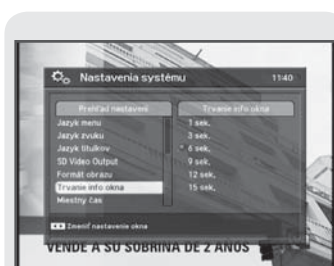 Nastavenia systému 11:40
Prehľad nastavení
Jazyk menu
Jazyk zvuku
Jazyk titulkov
SD Video Output
Formát obrazu
Trvanie info okna
Miestny čas
Trvanie info okna
1 sek.
3 sek.
6 sek.
9 sek.
12 sek.
15 sek.
Zmeniť nastavenie okna
VENDE A SU SOBRINA DE 2 AÑOS